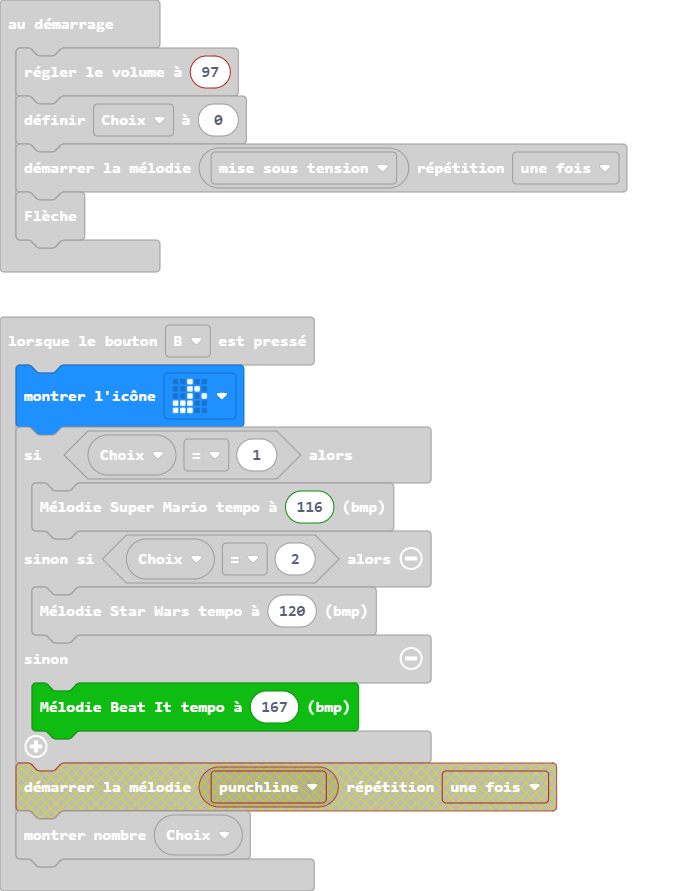 au démarrage
régler le volume à 97
définir Choix à 0
démarrer la mélodie mise sous tension répétition une fois
Flèche
lorsque le bouton B est pressé
montrer l'icône
si Choix = 1 alors
Mélodie Super Mario tempo à 116 (bmp)
sinon si Choix = 2 alors
Mélodie Star Wars tempo à 120 (bmp)
sinon
Mélodie Beat It tempo à 167 (bmp)
démarrer la mélodie punchline répétition une fois
montrer nombre Choix